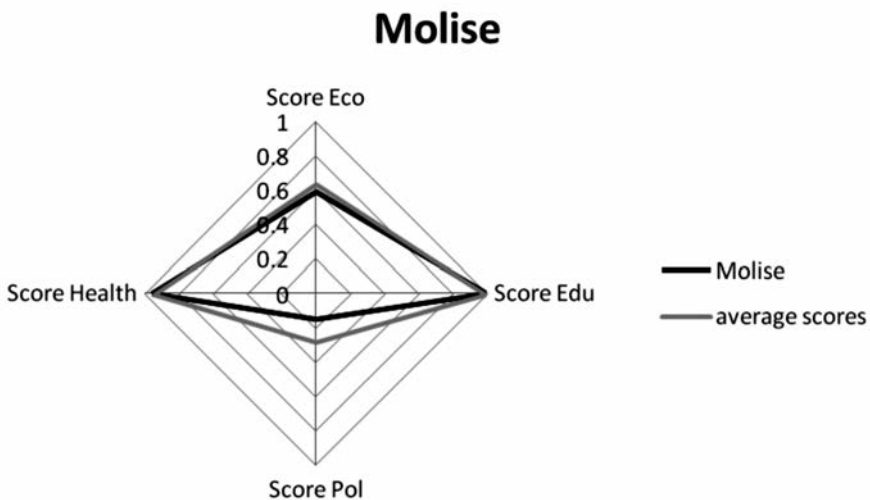 Molise
Score Eco
1
0.8
0.6
0.4
0.2
0
Score Health
Score Edu
Score Pol
Molise
average scores